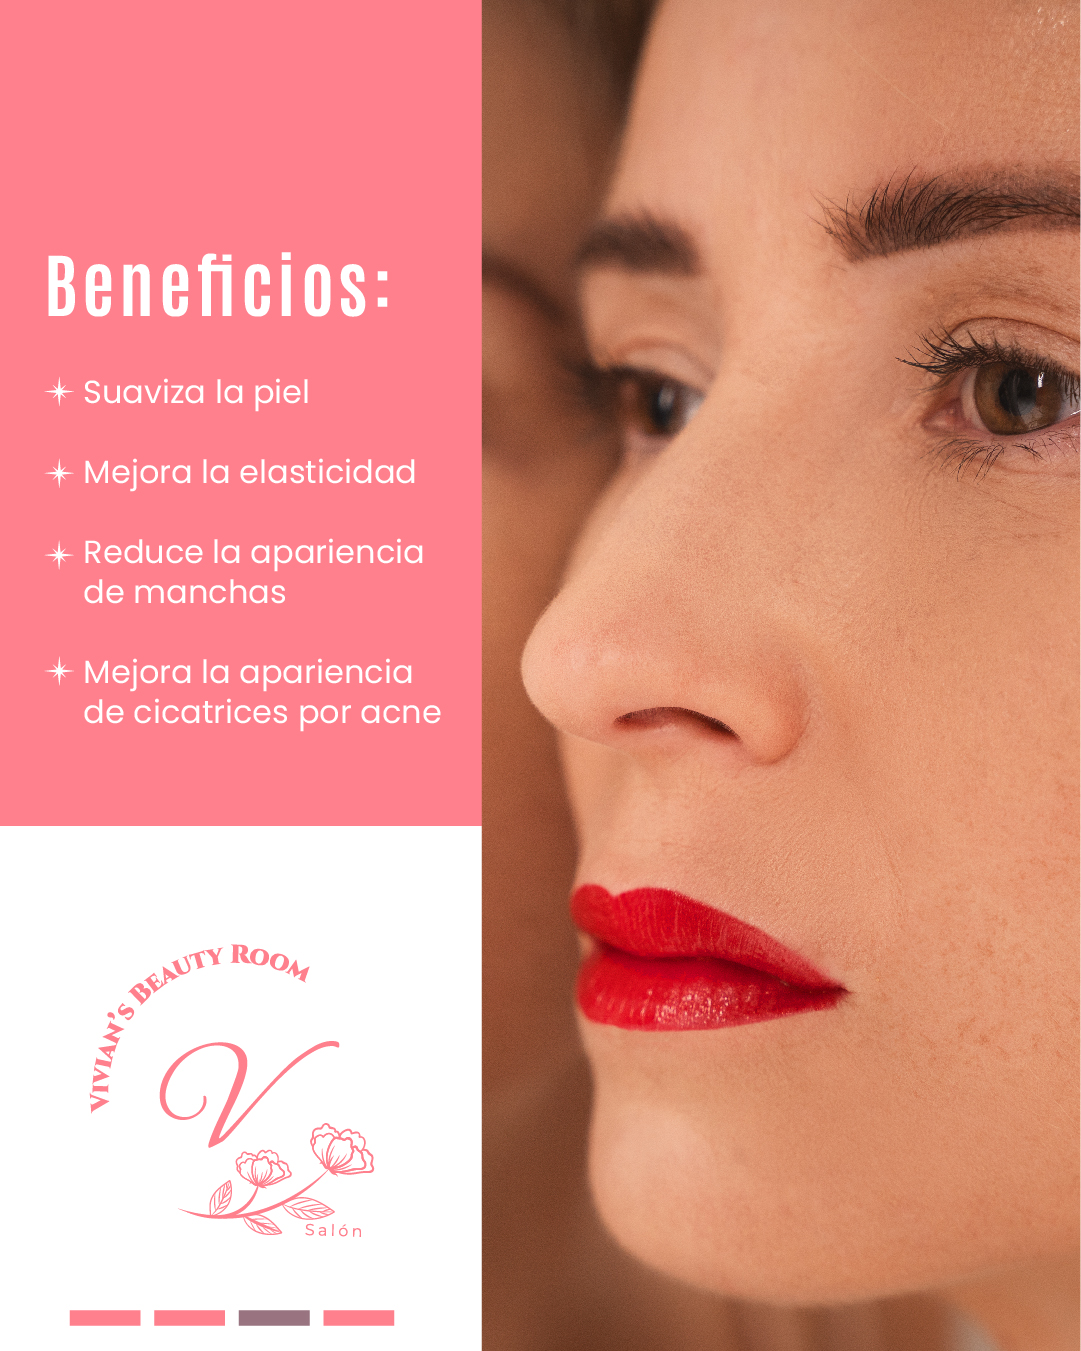 Beneficios:
Suaviza la piel
Mejora la elasticidad
Reduce la apariencia
de manchas
Mejora la apariencia
de cicatrices por acne
Vivian's Beauty Room
V
Salón